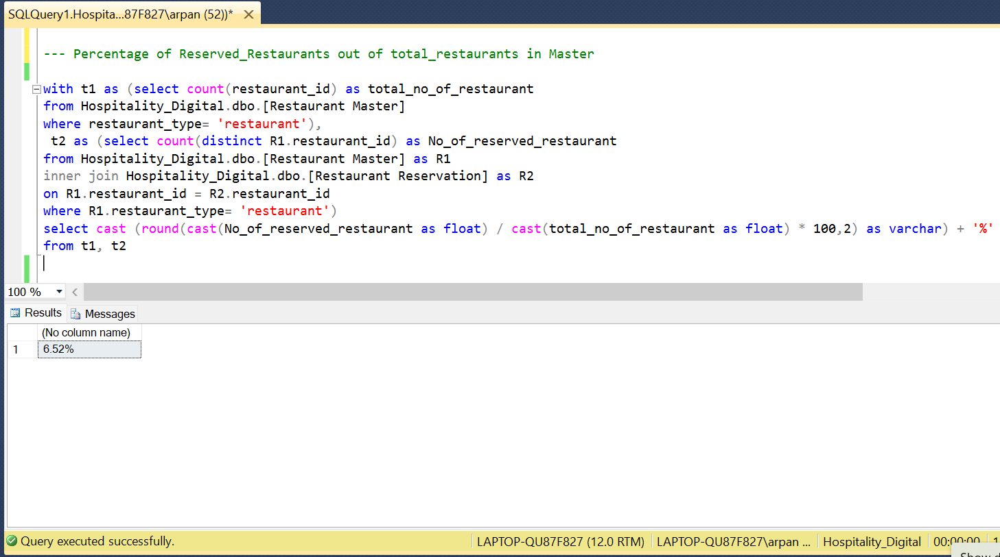 SQLQuery1.Hospita...87F827\arpan (52))*
--- Percentage of Reserved_Restaurants out of total_restaurants in Master
with t1 as (select count(restaurant_id) as total_no_of_restaurant
from Hospitality_Digital.dbo.[Restaurant Master]
where restaurant_type= 'restaurant'),
t2 as (select count(distinct R1.restaurant_id) as No_of_reserved_restaurant
from Hospitality_Digital.dbo.[Restaurant Master] as R1
inner join Hospitality_Digital.dbo.[Restaurant Reservation] as R2
on R1.restaurant_id = R2.restaurant_id
where R1.restaurant_type= 'restaurant')
select cast (round(cast(No_of_reserved_restaurant as float) / cast(total_no_of_restaurant as float) * 100,2) as varchar) + '%'
from t1, t2
100 %
Results Messages
(No column name)
1 6.52%
Query executed successfully. LAPTOP-QU87F827 (12.0 RTM) LAPTOP-QU87F827\arpan ... Hospitality_Digital 00:00:00 1
Show